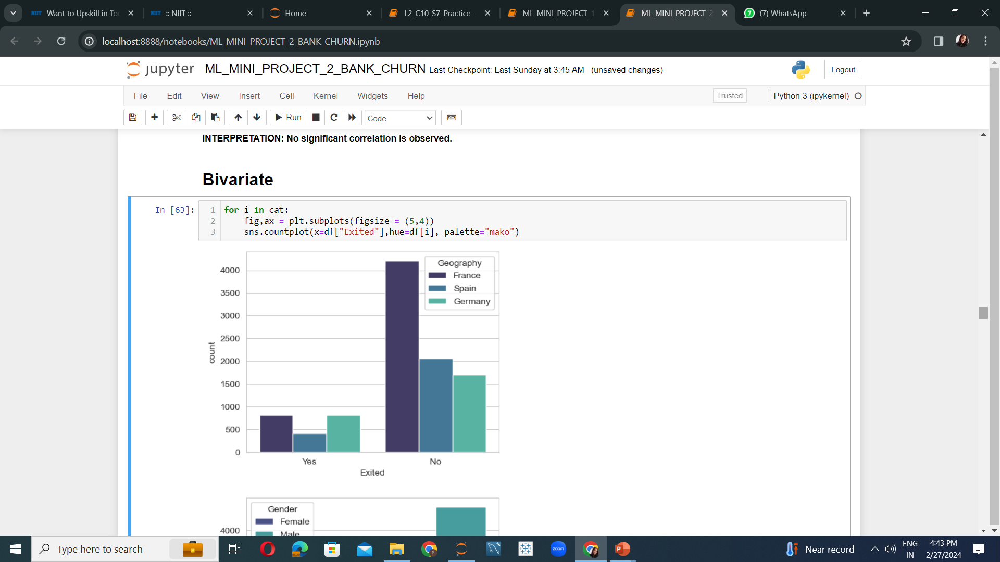 NIIT Want to Upskill in Too
NIIT :: NIIT ::
Home
L2_C10_S7_Practice -
ML_MINI_PROJECT_1
ML_MINI_PROJECT_2
7 (7) WhatsApp
localhost:8888/notebooks/ML_MINI_PROJECT_2_BANK_CHURN.ipynb
jupyter ML_MINI_PROJECT_2_BANK_CHURN Last Checkpoint: Last Sunday at 3:45 AM (unsaved changes)
Logout
File Edit View Insert Cell Kernel Widgets Help
Trusted Python 3 (ipykernel)
Run Code
INTERPRETATION: No significant correlation is observed.
Bivariate
In [63]:
1 for i in cat:
2 fig,ax = plt.subplots(figsize = (5,4))
3 sns.countplot(x=df["Exited"],hue=df[i], palette="mako")
Geography
France
Spain
Germany
4000
3500
3000
2500
2000
1500
1000
500
0
count
Yes No
Exited
Gender
Female
Male
4000
Type here to search
zoom
P
Near record
ENG
IN
4:43 PM
2/27/2024